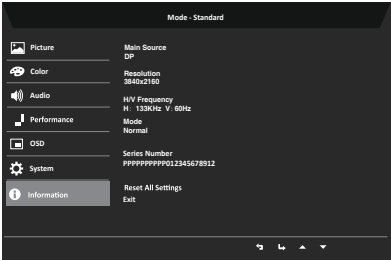 Mode - Standard
Picture
Color
Audio
Performance
OSD
System
Information
Main Source
DP
Resolution
3840x2160
H/V Frequency
H: 133KHz V: 60Hz
Mode
Normal
Series Number
PPPPPPPPPP012345678912
Reset All Settings
Exit